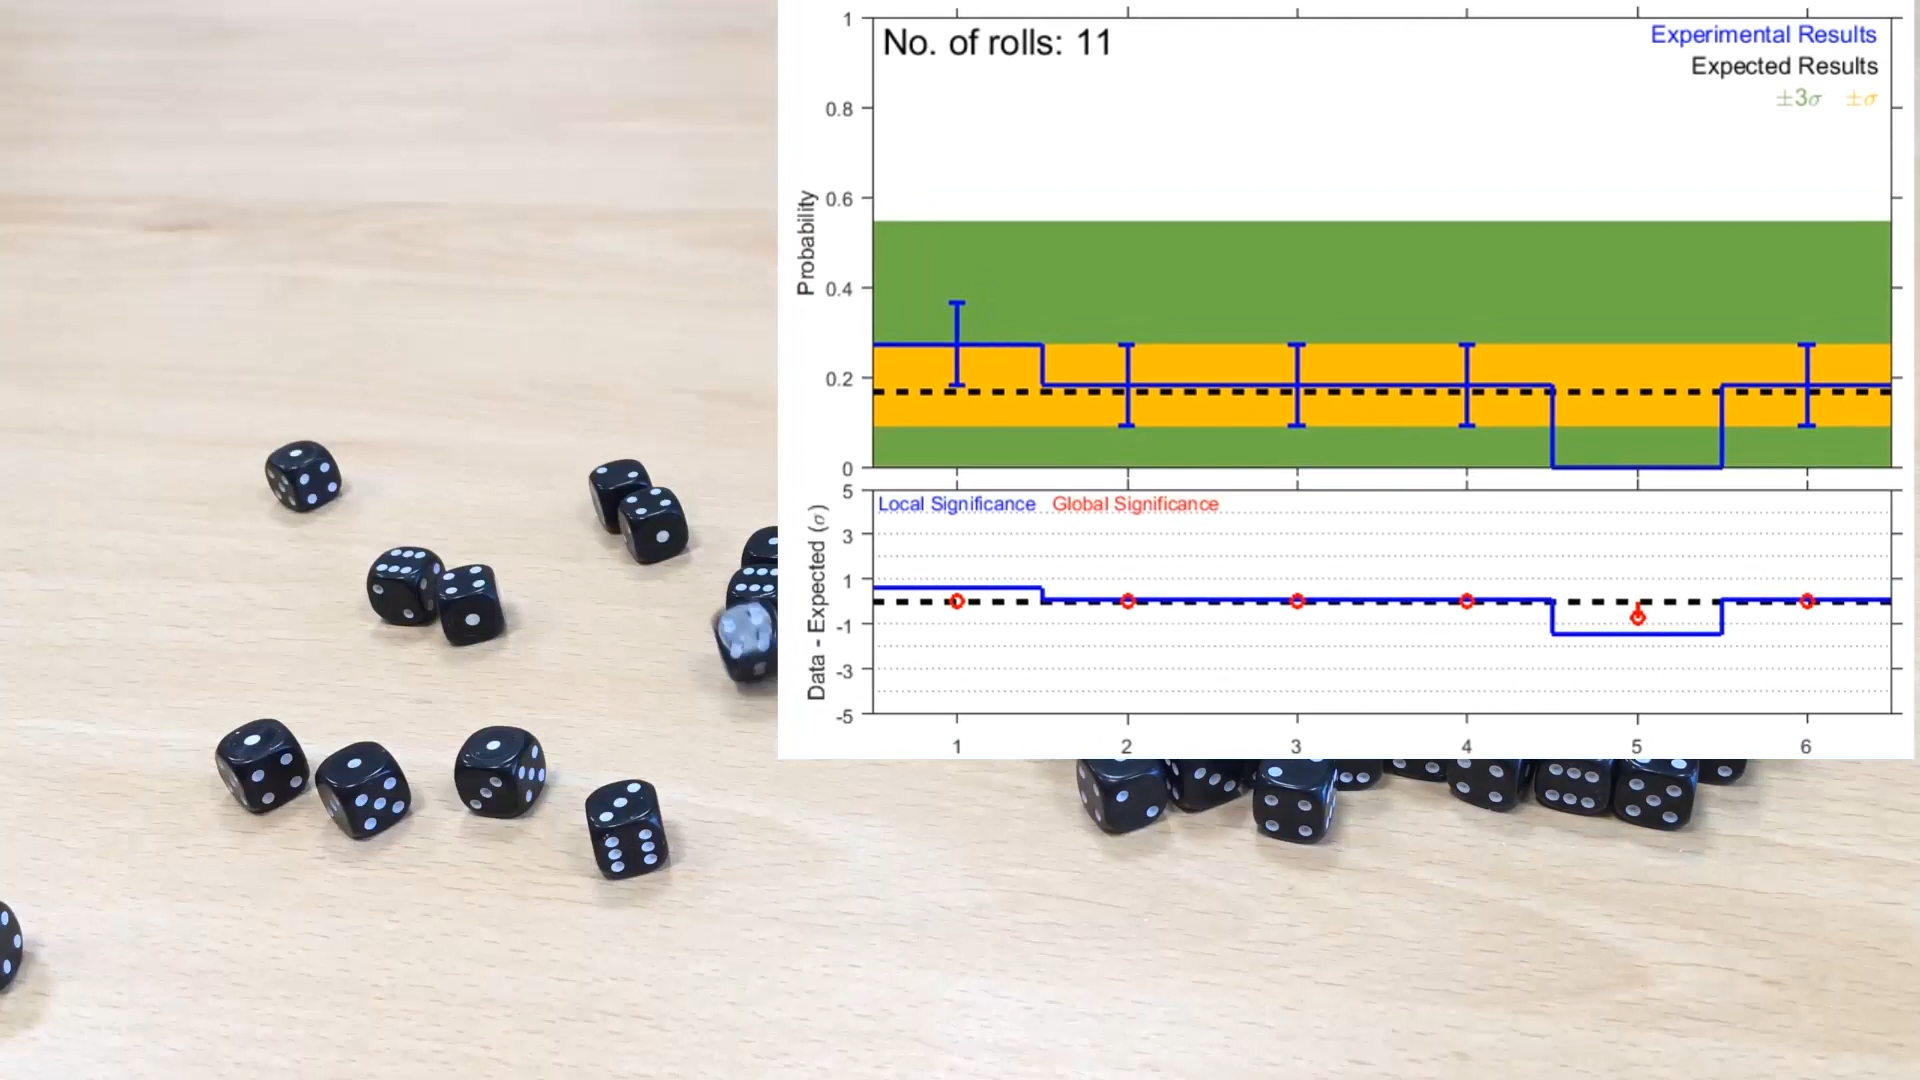 No. of rolls: 11
Experimental Results
Expected Results
±3σ ±σ
1
0.8
0.6
0.4
0.2
0
Probability
Local Significance Global Significance
5
3
1
-1
-3
-5
Data - Expected (σ)
1 2 3 4 5 6